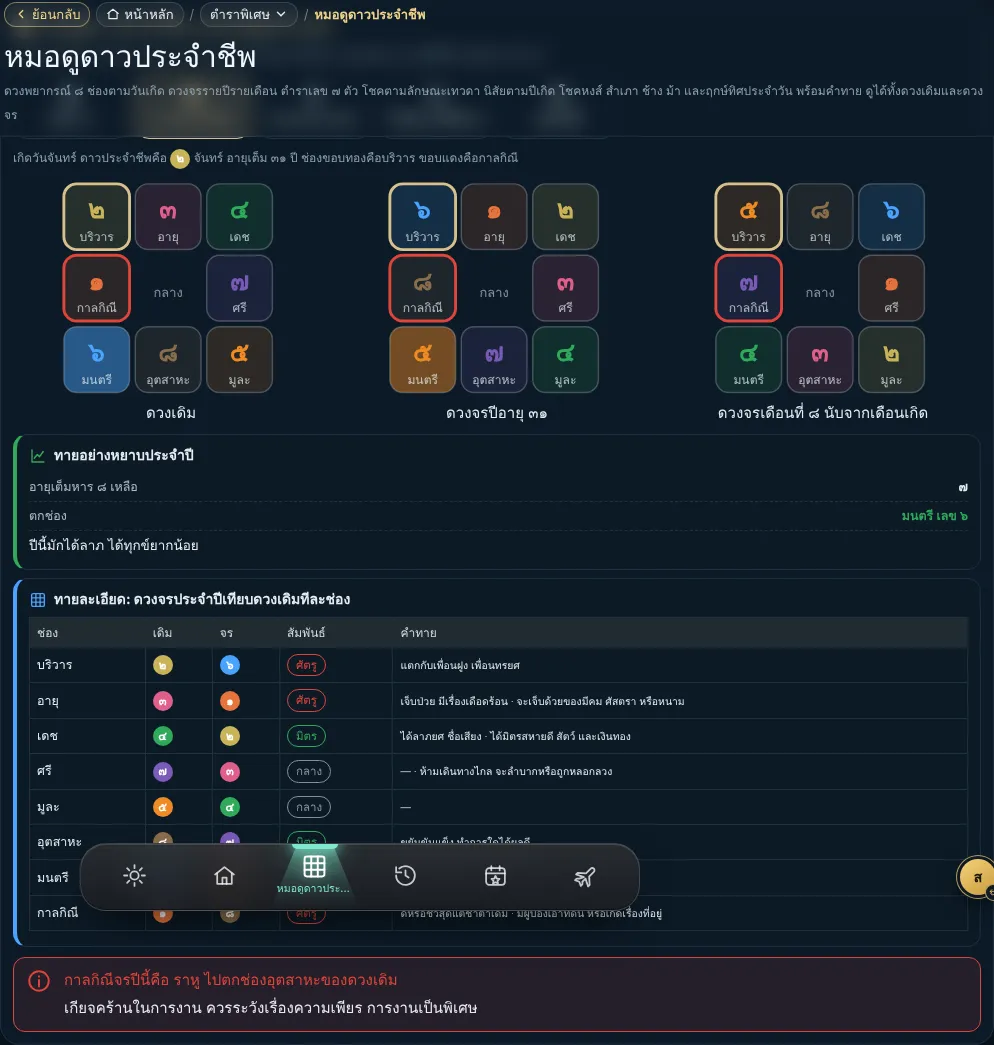 ย้อนกลับ หน้าหลัก / ตำราพิเศษ / หมอดูดาวประจำชีพ
หมอดูดาวประจำชีพ
ดวงพยากรณ์ ๘ ช่องตามวันเกิด ดวงจรรายปีรายเดือน ตำราเลข ๗ ตัว โชคตามลักษณะเทวดา นิสัยตามปีเกิด โชคหงส์ สำเภา ช้าง ม้า และฤกษ์ทิศประจำวัน พร้อมคำทาย ดูได้ทั้งดวงเดิมและดวง
จร
เกิดวันจันทร์ ดาวประจำชีพคือ ๒ จันทร์ อายุเต็ม ๓๑ ปี ช่องขอบทองคือบริวาร ขอบแดงคือกาลกิณี
๒ ๓ ๔ ๖ ๑ ๒ ๕ ๘ ๖
บริวาร อายุ เดช บริวาร อายุ เดช บริวาร อายุ เดช
๑ ๗ ๘ ๓ ๗ ๑
กาลกิณี กลาง ศรี กาลกิณี กลาง ศรี กาลกิณี กลาง ศรี
๖ ๘ ๕ ๕ ๗ ๔ ๔ ๓ ๒
มนตรี อุตสาหะ มูละ มนตรี อุตสาหะ มูละ มนตรี อุตสาหะ มูละ
ดวงเดิม ดวงจรปีอายุ ๓๑ ดวงจรเดือนที่ ๘ นับจากเดือนเกิด
ทายอย่างหยาบประจำปี
อายุเต็มหาร ๘ เหลือ ๗
ตกช่อง มนตรี เลข ๖
ปีนี้มักได้ลาภ ได้ทุกข์ยากน้อย
ทายละเอียด: ดวงจรประจำปีเทียบดวงเดิมทีละช่อง
ช่อง เดิม จร สัมพันธ์ คำทาย
บริวาร ๒ ๖ ศัตรู แตกกับเพื่อนฝูง เพื่อนทรยศ
อายุ ๓ ๑ ศัตรู เจ็บป่วย มีเรื่องเดือดร้อน · จะเจ็บด้วยของมีคม ศัสตรา หรือหนาม
เดช ๔ ๒ มิตร ได้ลาภยศ ชื่อเสียง · ได้มิตรสหายดี สัตว์ และเงินทอง
ศรี ๗ ๓ กลาง — · ห้ามเดินทางไกล จะลำบากหรือถูกหลอกลวง
มูละ ๕ ๔ กลาง —
อุตสาหะ ๘ ๗ มิตร
มนตรี
หมอดูดาวประ...
ส
กาลกิณี ๑ ๘ ศัตรู หรือเกิดเรื่องที่อยู่
กาลกิณีจรปีนี้คือ ราหู ไปตกช่องอุตสาหะของดวงเดิม
เกียจคร้านในการงาน ควรระวังเรื่องความเพียร การงานเป็นพิเศษ